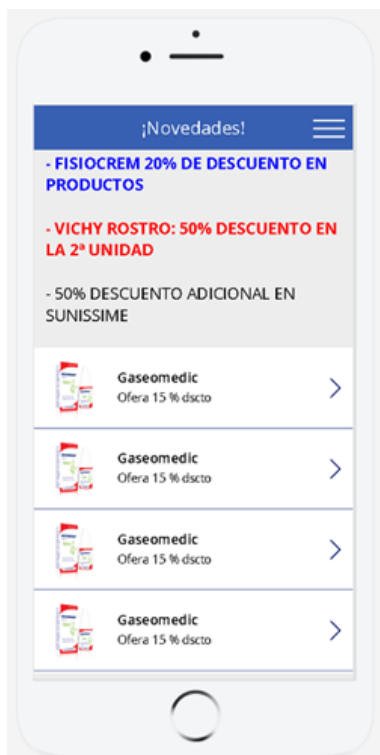 ¡Novedades!
- FISIOCREM 20% DE DESCUENTO EN
PRODUCTOS
- VICHY ROSTRO: 50% DESCUENTO EN
LA 2ª UNIDAD
- 50% DESCUENTO ADICIONAL EN
SUNISSIME
Gaseomedic
Ofera 15 % dscto
Gaseomedic
Ofera 15 % dscto
Gaseomedic
Ofera 15 % dscto
Gaseomedic
Ofera 15 % dscto